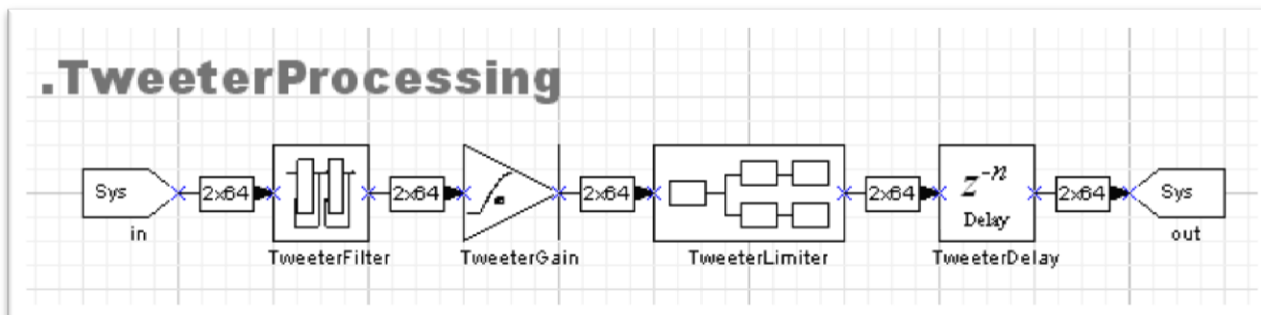 .TweeterProcessing
Sys 2x64 2x64 2x64 2x64 z⁻ⁿ 2x64 Sys
Delay
in out
TweeterFilter TweeterGain TweeterLimiter TweeterDelay